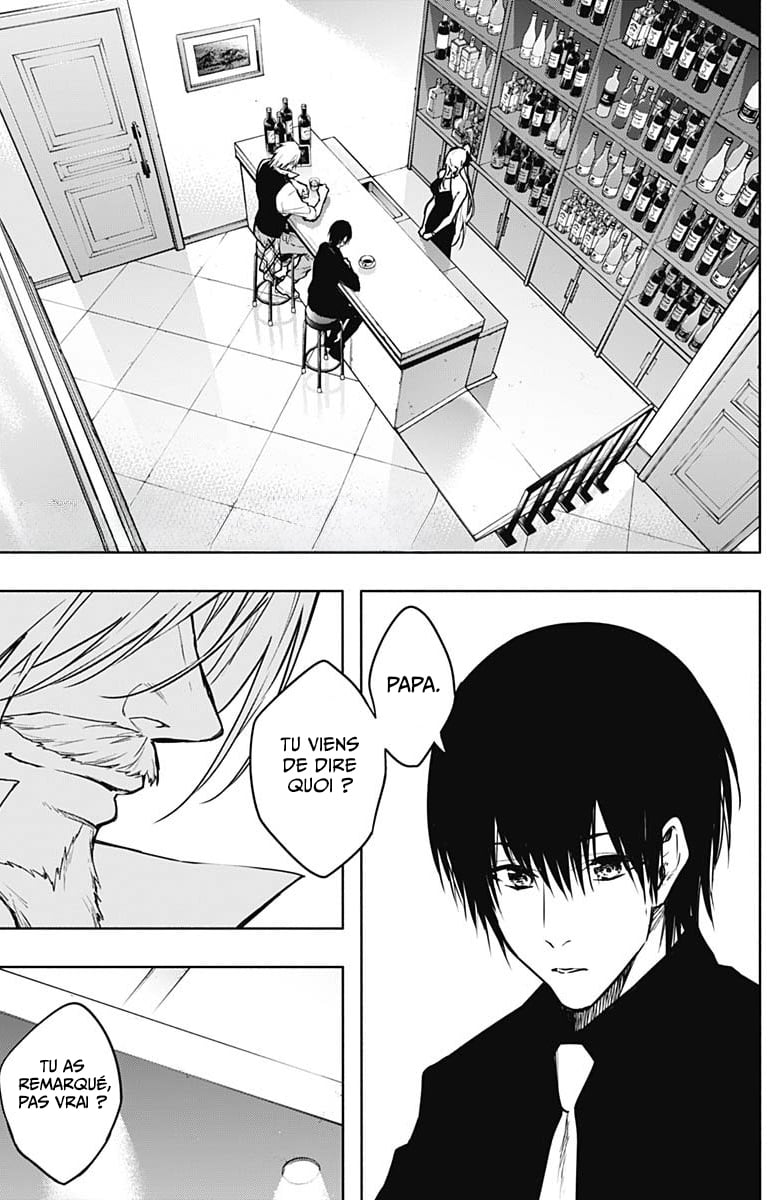 PAPA.
TU VIENS
DE DIRE
QUOI ?
TU AS
REMARQUÉ,
PAS VRAI ?